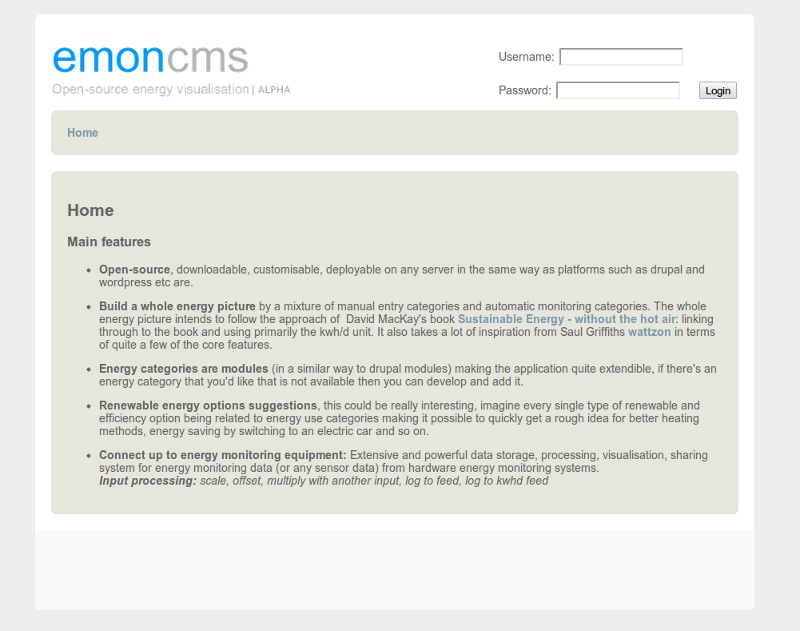 emoncms
Open-source energy visualisation | ALPHA
Username:
Password:
Login
Home
Home
Main features
• Open-source, downloadable, customisable, deployable on any server in the same way as platforms such as drupal and
wordpress etc are.
• Build a whole energy picture by a mixture of manual entry categories and automatic monitoring categories. The whole
energy picture intends to follow the approach of  David MacKay's book Sustainable Energy - without the hot air: linking
through to the book and using primarily the kwh/d unit. It also takes a lot of inspiration from Saul Griffiths wattzon in terms
of quite a few of the core features.
• Energy categories are modules (in a similar way to drupal modules) making the application quite extendible, if there's an
energy category that you'd like that is not available then you can develop and add it.
• Renewable energy options suggestions, this could be really interesting, imagine every single type of renewable and
efficiency option being related to energy use categories making it possible to quickly get a rough idea for better heating
methods, energy saving by switching to an electric car and so on.
• Connect up to energy monitoring equipment: Extensive and powerful data storage, processing, visualisation, sharing
system for energy monitoring data (or any sensor data) from hardware energy monitoring systems.
Input processing: scale, offset, multiply with another input, log to feed, log to kwhd feed